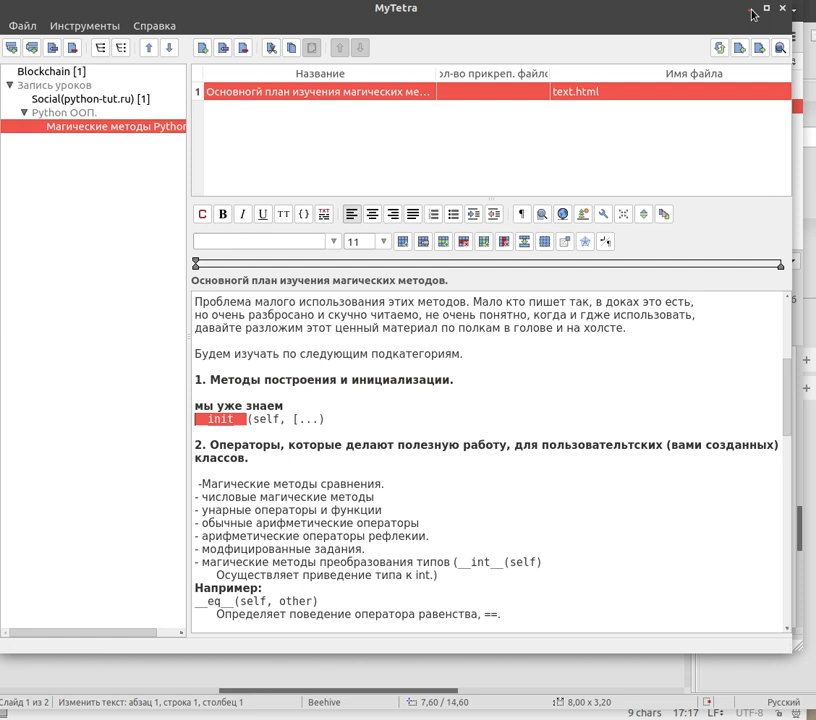 MyTetra
Файл Инструменты Справка
Blockchain [1]
Запись уроков
Social(python-tut.ru) [1]
Python ООП.
Магические методы Python
Название ол-во прикреп. файло Имя файла
1 Основногй план изучения магических ме... text.html
C B I U TT {} TXT
11
Основногй план изучения магических методов.
Проблема малого использования этих методов. Мало кто пишет так, в доках это есть,
но очень разбросано и скучно читаемо, не очень понятно, когда и гдже использовать,
давайте разложим этот ценный материал по полкам в голове и на холсте.
Будем изучать по следующим подкатегориям.
1. Методы построения и инициализации.
мы уже знаем
__init__(self, [...)
2. Операторы, которые делают полезную работу, для пользовательтских (вами созданных)
классов.
-Магические методы сравнения.
- числовые магические методы
- унарные операторы и функции
- обычные арифметические операторы
- арифметические операторы рефлекии.
- модфицированные задания.
- магические методы преобразования типов (__int__(self)
Осуществляет приведение типа к int.)
Например:
__eq__(self, other)
Определяет поведение оператора равенства, ==.
Слайд 1 из 2 Изменить текст: абзац 1, строка 1, столбец 1 Beehive 7,60 / 14,60 8,00 x 3,20 Русский
9 chars 17:17 LF UTF-8